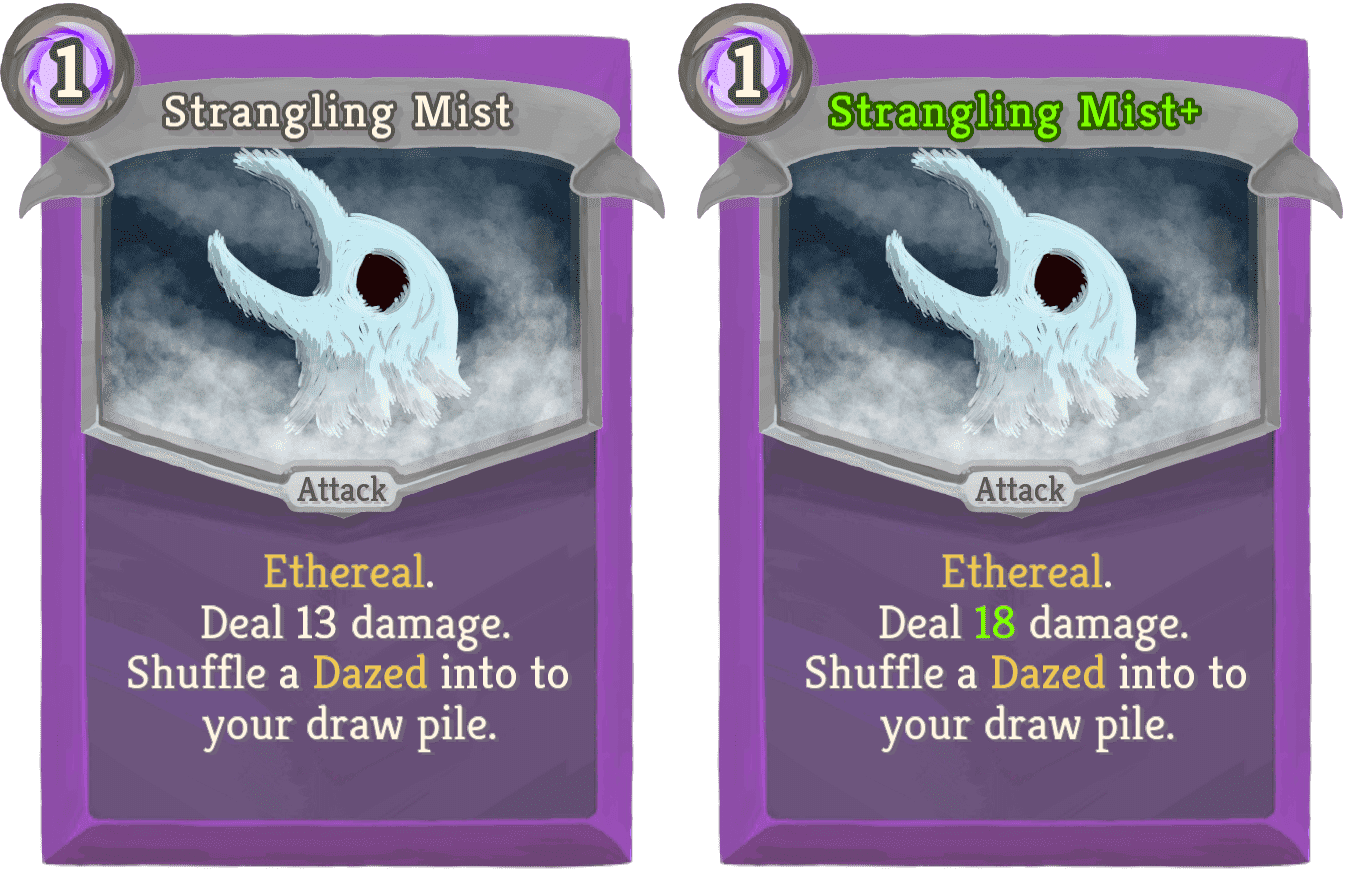 1
Strangling Mist
Attack
Ethereal.
Deal 13 damage.
Shuffle a Dazed into to
your draw pile.
1
Strangling Mist+
Attack
Ethereal.
Deal 18 damage.
Shuffle a Dazed into to
your draw pile.